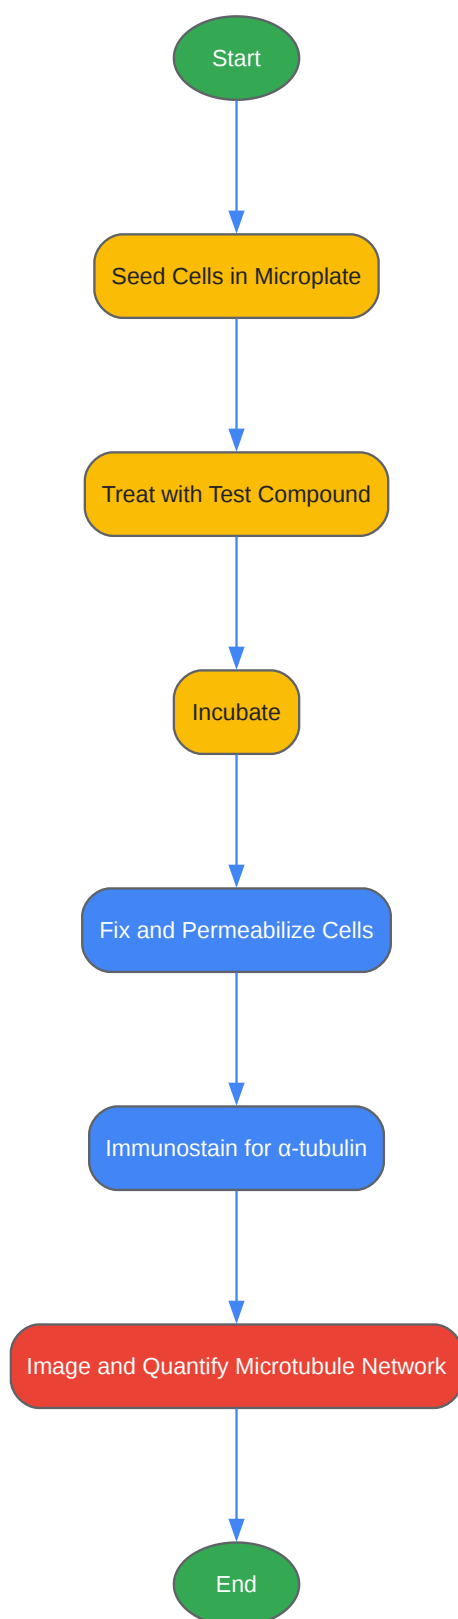 Start
Seed Cells in Microplate
Treat with Test Compound
Incubate
Fix and Permeabilize Cells
Immunostain for α-tubulin
Image and Quantify Microtubule Network
End